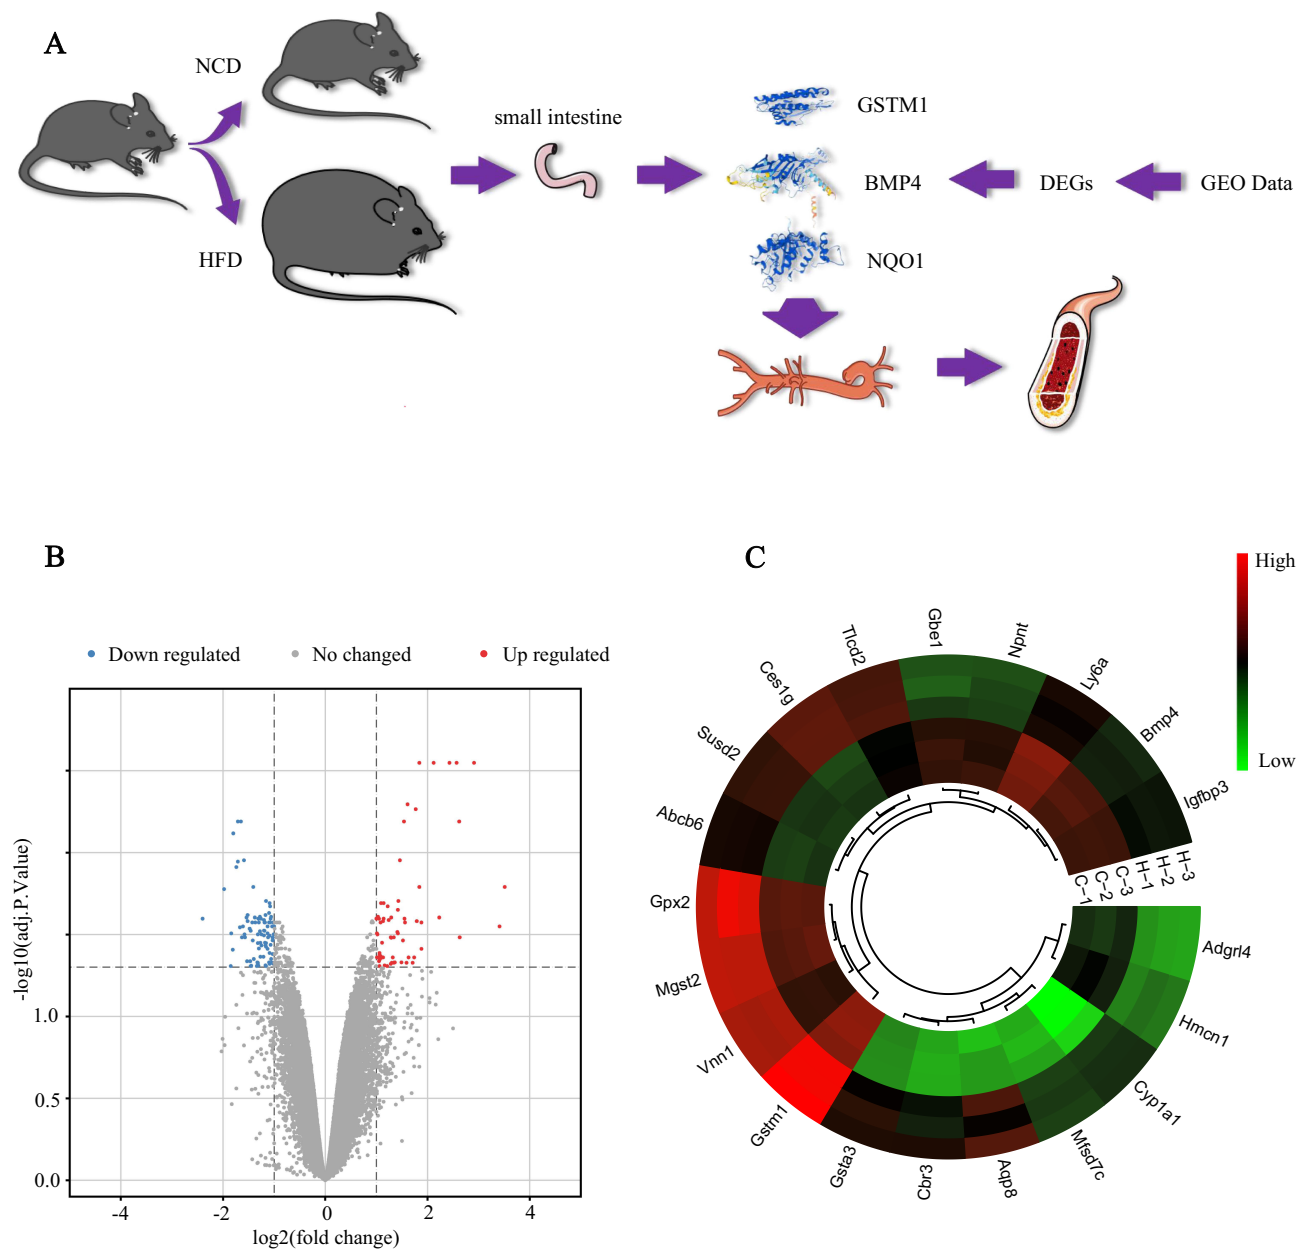 A
NCD
HFD
small intestine
GSTM1
BMP4
NQO1
DEGs
GEO Data
B
Down regulated
No changed
Up regulated
-log10(adj.P.Value)
1.0
0.5
0.0
-4
-2
0
2
4
log2(fold change)
C
High
Low
Abcb6
Susd2
Ces1g
Tlcd2
Gbe1
Npnt
Ly6a
Bmp4
Igfbp3
C-1
C-2
C-3
H-1
H-2
H-3
Adgrl4
Hmcn1
Cyp1a1
Mfsd7c
Aqp8
Cbr3
Gsta3
Gstm1
Vnn1
Mgst2
Gpx2